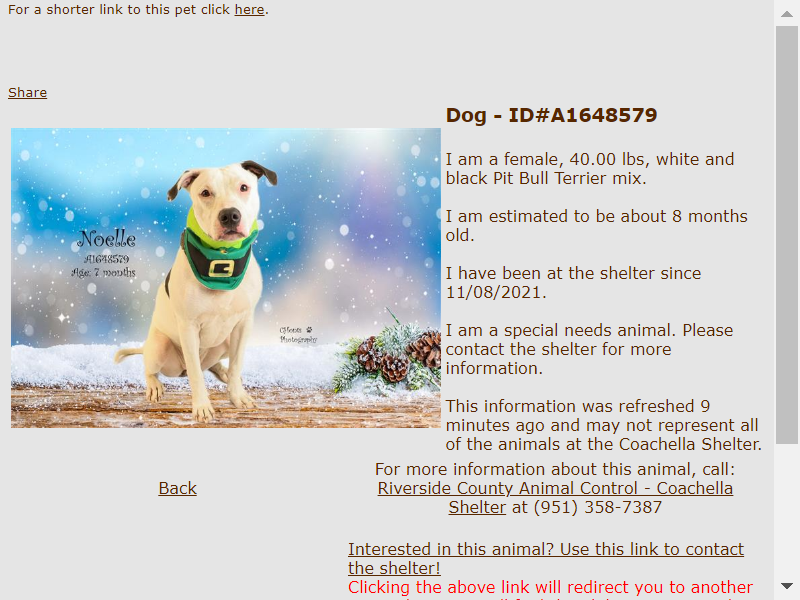 For a shorter link to this pet click here.
Share
Dog - ID#A1648579
Noelle
A1648579
Age: 7 months
Photography
I am a female, 40.00 lbs, white and
black Pit Bull Terrier mix.
I am estimated to be about 8 months
old.
I have been at the shelter since
11/08/2021.
I am a special needs animal. Please
contact the shelter for more
information.
This information was refreshed 9
minutes ago and may not represent all
of the animals at the Coachella Shelter.
Back
For more information about this animal, call:
Riverside County Animal Control - Coachella
Shelter at (951) 358-7387
Interested in this animal? Use this link to contact
the shelter!
Clicking the above link will redirect you to another